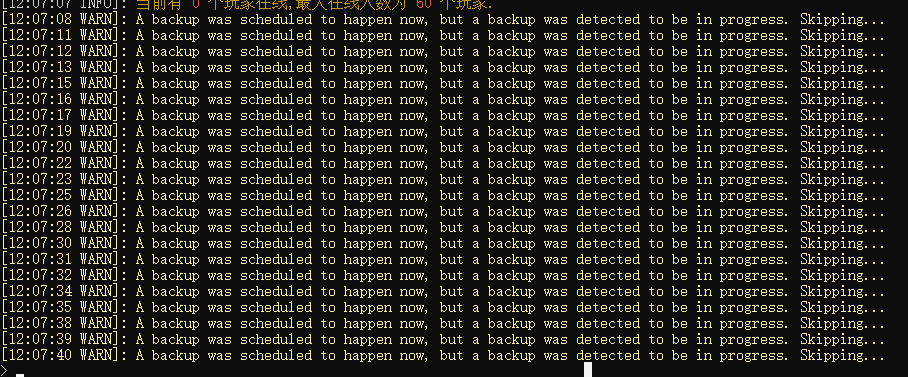 [12:07:07 INFO]: 当前有 0 个玩家在线,最大在线人数为 60 个玩家.
[12:07:08 WARN]: A backup was scheduled to happen now, but a backup was detected to be in progress. Skipping...
[12:07:11 WARN]: A backup was scheduled to happen now, but a backup was detected to be in progress. Skipping...
[12:07:12 WARN]: A backup was scheduled to happen now, but a backup was detected to be in progress. Skipping...
[12:07:13 WARN]: A backup was scheduled to happen now, but a backup was detected to be in progress. Skipping...
[12:07:15 WARN]: A backup was scheduled to happen now, but a backup was detected to be in progress. Skipping...
[12:07:16 WARN]: A backup was scheduled to happen now, but a backup was detected to be in progress. Skipping...
[12:07:17 WARN]: A backup was scheduled to happen now, but a backup was detected to be in progress. Skipping...
[12:07:19 WARN]: A backup was scheduled to happen now, but a backup was detected to be in progress. Skipping...
[12:07:20 WARN]: A backup was scheduled to happen now, but a backup was detected to be in progress. Skipping...
[12:07:22 WARN]: A backup was scheduled to happen now, but a backup was detected to be in progress. Skipping...
[12:07:23 WARN]: A backup was scheduled to happen now, but a backup was detected to be in progress. Skipping...
[12:07:25 WARN]: A backup was scheduled to happen now, but a backup was detected to be in progress. Skipping...
[12:07:26 WARN]: A backup was scheduled to happen now, but a backup was detected to be in progress. Skipping...
[12:07:28 WARN]: A backup was scheduled to happen now, but a backup was detected to be in progress. Skipping...
[12:07:30 WARN]: A backup was scheduled to happen now, but a backup was detected to be in progress. Skipping...
[12:07:31 WARN]: A backup was scheduled to happen now, but a backup was detected to be in progress. Skipping...
[12:07:32 WARN]: A backup was scheduled to happen now, but a backup was detected to be in progress. Skipping...
[12:07:34 WARN]: A backup was scheduled to happen now, but a backup was detected to be in progress. Skipping...
[12:07:35 WARN]: A backup was scheduled to happen now, but a backup was detected to be in progress. Skipping...
[12:07:38 WARN]: A backup was scheduled to happen now, but a backup was detected to be in progress. Skipping...
[12:07:39 WARN]: A backup was scheduled to happen now, but a backup was detected to be in progress. Skipping...
[12:07:40 WARN]: A backup was scheduled to happen now, but a backup was detected to be in progress. Skipping...
>